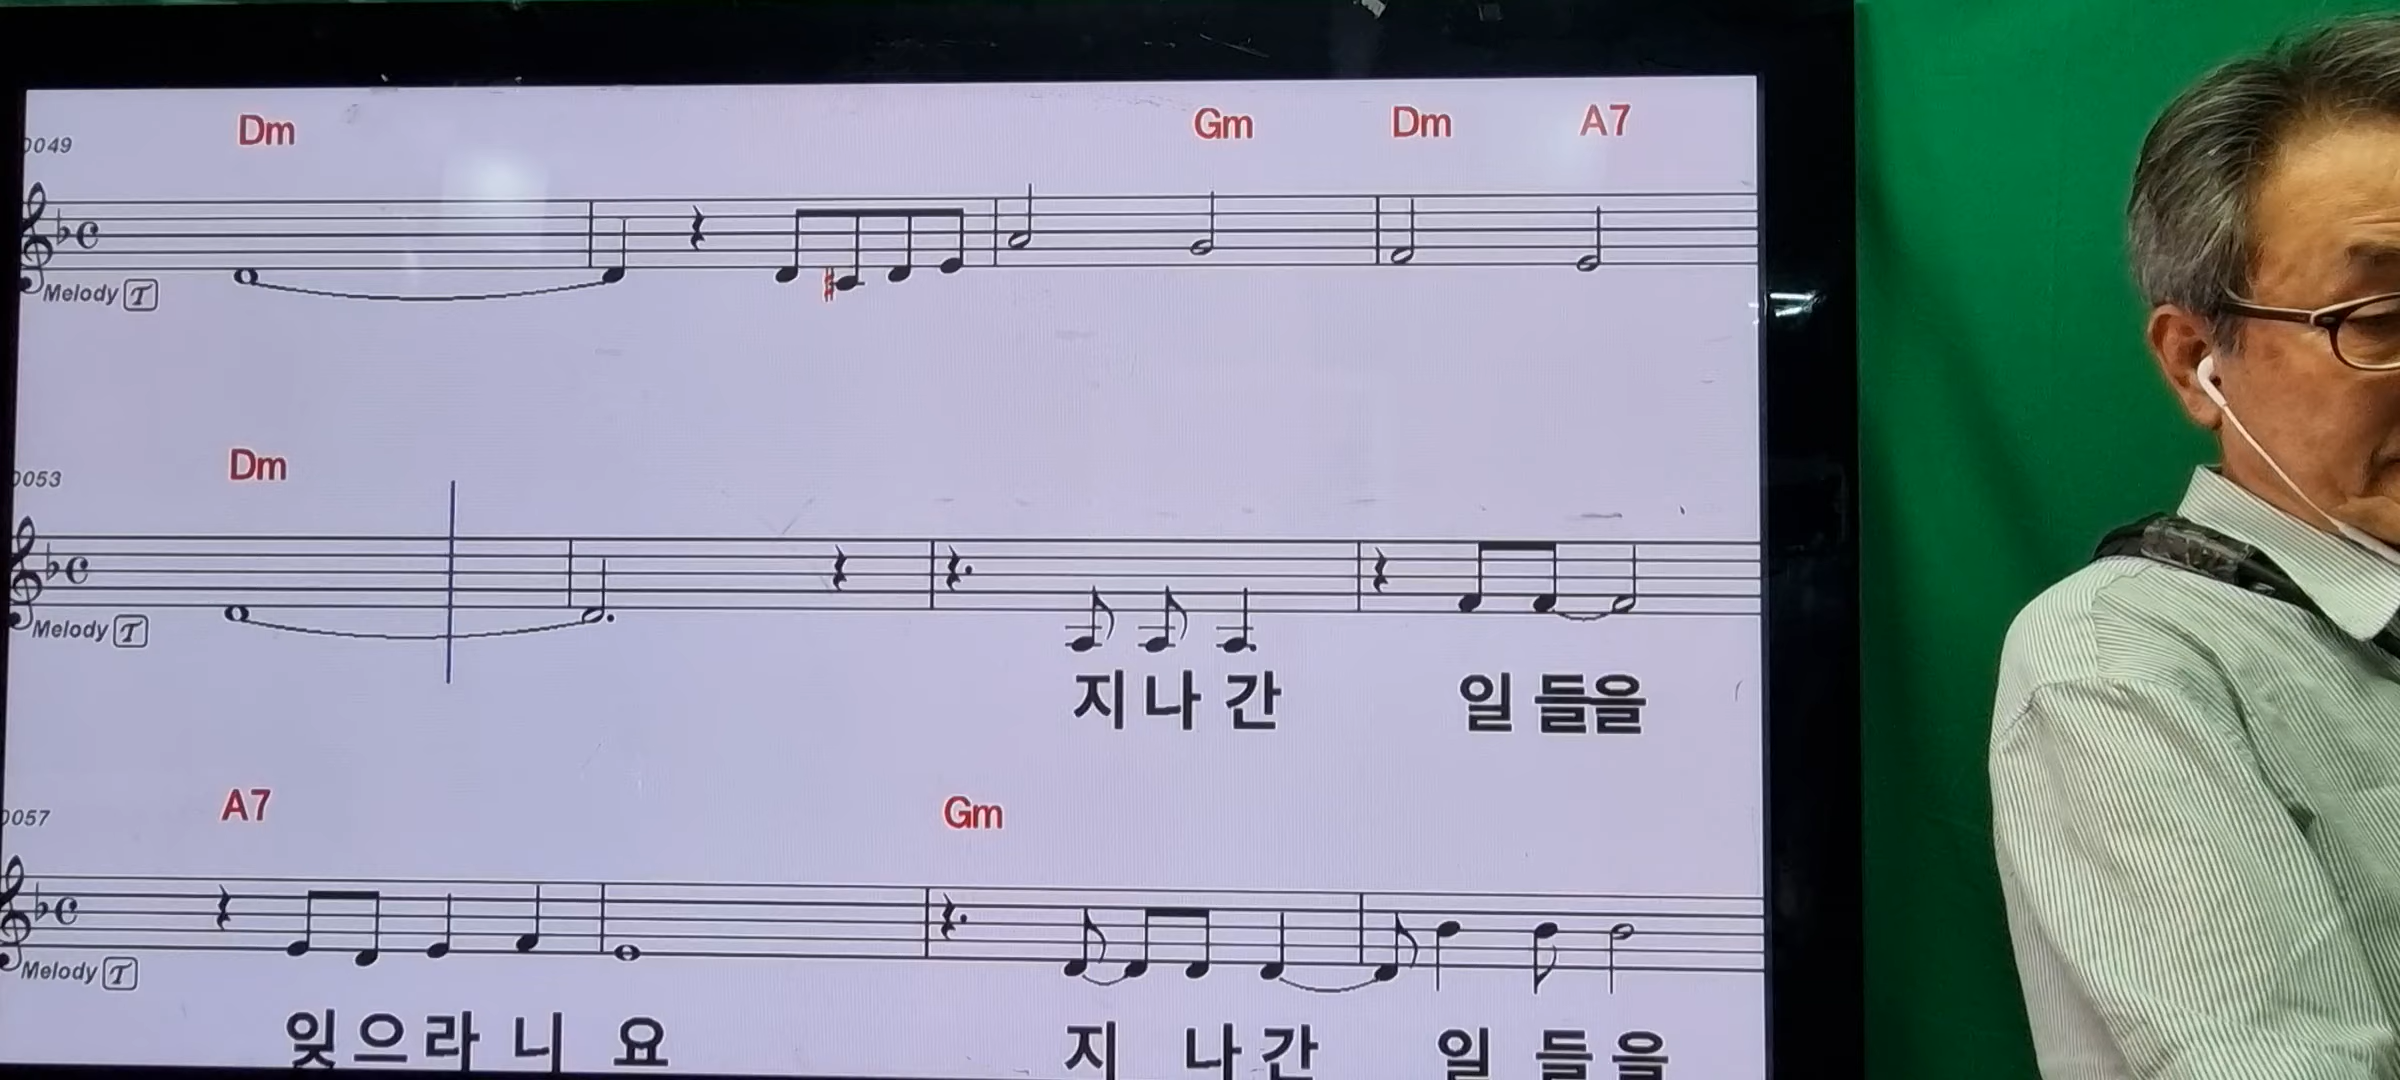 Dm Gm Dm A7
0049
Melody T
Dm
0053
Melody T
지나간 일들을
A7 Gm
0057
Melody T
잊으라니요 지나간 일들을